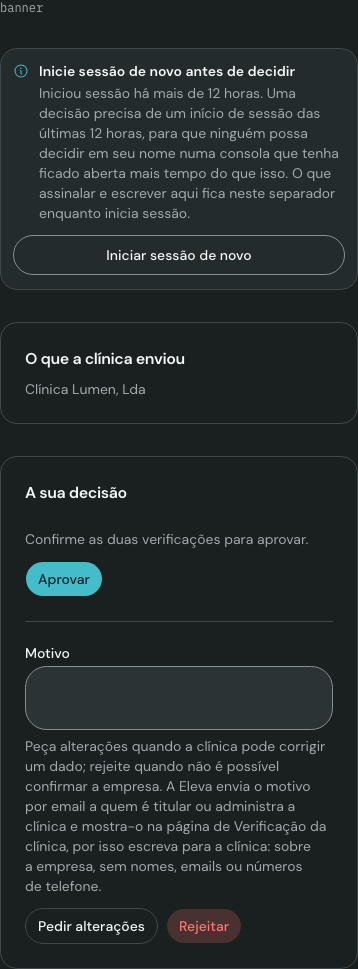 banner
Inicie sessão de novo antes de decidir
Iniciou sessão há mais de 12 horas. Uma
decisão precisa de um início de sessão das
últimas 12 horas, para que ninguém possa
decidir em seu nome numa consola que tenha
ficado aberta mais tempo do que isso. O que
assinalar e escrever aqui fica neste separador
enquanto inicia sessão.
Iniciar sessão de novo
O que a clínica enviou
Clínica Lumen, Lda
A sua decisão
Confirme as duas verificações para aprovar.
Aprovar
Motivo
Peça alterações quando a clínica pode corrigir
um dado; rejeite quando não é possível
confirmar a empresa. A Eleva envia o motivo
por email a quem é titular ou administra a
clínica e mostra-o na página de Verificação da
clínica, por isso escreva para a clínica: sobre
a empresa, sem nomes, emails ou números
de telefone.
Pedir alterações
Rejeitar